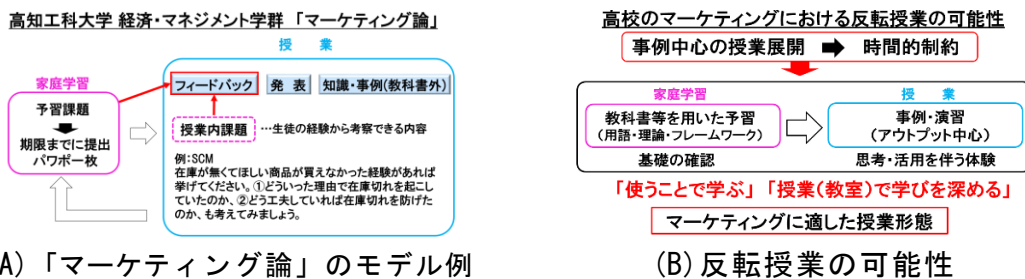 高知工科大学 経済・マネジメント学群 「マーケティング論」
授 業
家庭学習
予習課題
期限までに提出
パワポ一枚
フィードバック
発 表
知識・事例(教科書外)
授業内課題
…生徒の経験から考察できる内容
例:SCM
在庫が無くてほしい商品が買えなかった経験があれば
挙げてください。①どういった理由で在庫切れを起こし
ていたのか、②どう工夫していれば在庫切れを防げた
のか、も考えてみましょう。
A) 「マーケティング論」のモデル例
高校のマーケティングにおける反転授業の可能性
事例中心の授業展開 ➡ 時間的制約
家庭学習
教科書等を用いた予習
(用語・理論・フレームワーク)
基礎の確認
授 業
事例・演習
(アウトプット中心)
思考・活用を伴う体験
「使うことで学ぶ」「授業(教室)で学びを深める」
マーケティングに適した授業形態
(B)反転授業の可能性